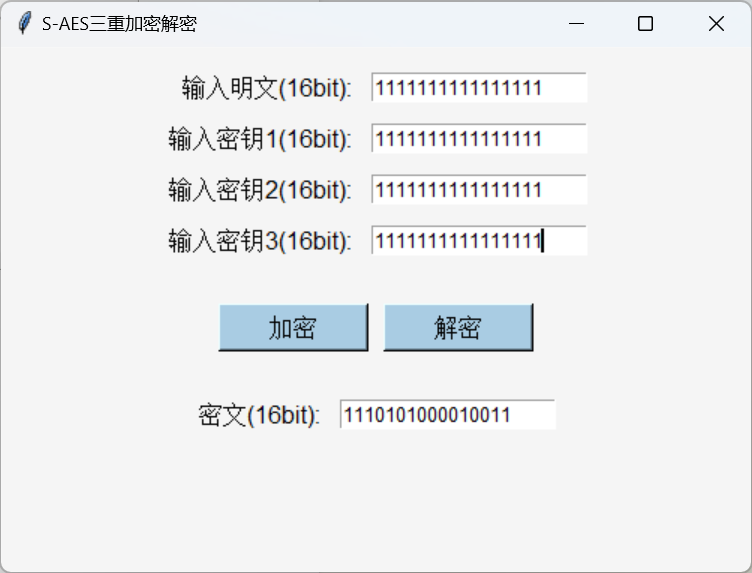 S-AES三重加密解密
输入明文(16bit): 1111111111111111
输入密钥1(16bit): 1111111111111111
输入密钥2(16bit): 1111111111111111
输入密钥3(16bit): 1111111111111111
加密 解密
密文(16bit): 1110101000010011